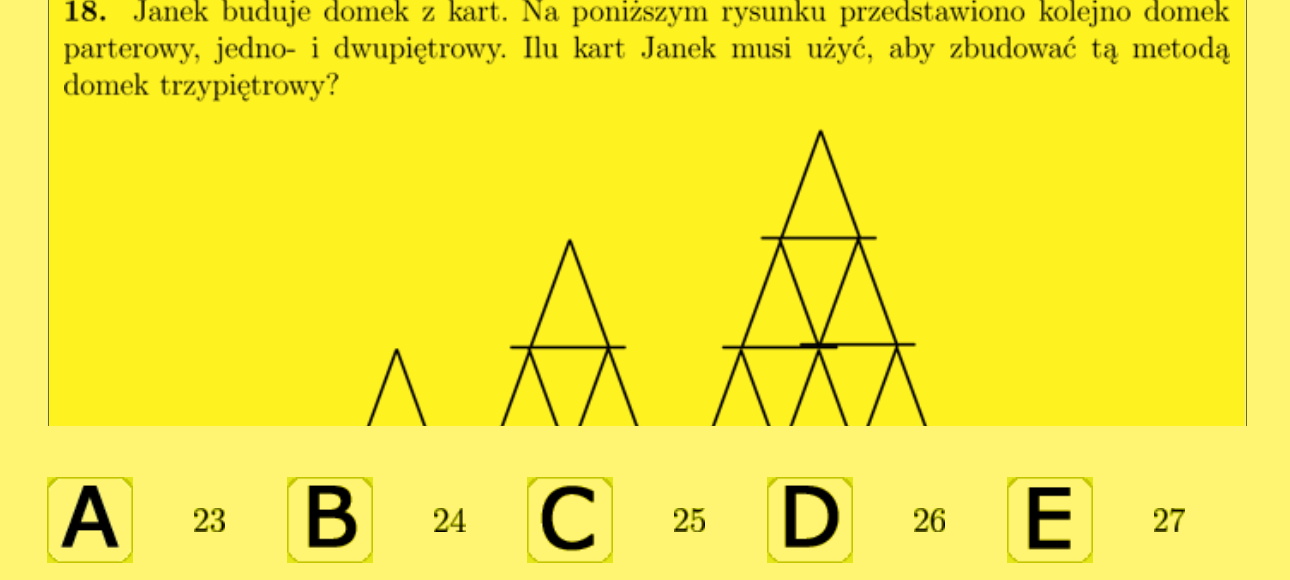 18. Janek buduje domek z kart. Na poniższym rysunku przedstawiono kolejno domek
parterowy, jedno- i dwupiętrowy. Ilu kart Janek musi użyć, aby zbudować tą metodą
domek trzypiętrowy?
A 23 B 24 C 25 D 26 E 27